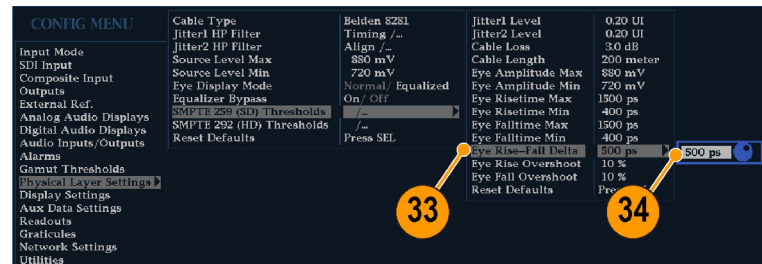 CONFIG MENU
Input Mode
SDI Input
Composite Input
Outputs
External Ref.
Analog Audio Displays
Digital Audio Displays
Audio Inputs/Outputs
Alarms
Gamut Thresholds
Physical Layer Settings
Display Settings
Aux Data Settings
Readouts
Graticules
Network Settings
Utilities
Cable Type Belden 8281
Jitter1 HP Filter Timing /...
Jitter2 HP Filter Align /...
Source Level Max 880 mV
Source Level Min 720 mV
Eye Display Mode Normal/ Equalized
Equalizer Bypass On/ Off
SMPTE 259 (SD) Thresholds /...
SMPTE 292 (HD) Thresholds /...
Reset Defaults Press SEL
Jitter1 Level 0.20 UI
Jitter2 Level 0.20 UI
Cable Loss 3.0 dB
Cable Length 200 meter
Eye Amplitude Max 880 mV
Eye Amplitude Min 720 mV
Eye Risetime Max 1500 ps
Eye Risetime Min 400 ps
Eye Falltime Max 1500 ps
Eye Falltime Min 400 ps
Eye Rise-Fall Delta 500 ps
Eye Rise Overshoot 10 %
Eye Fall Overshoot 10 %
Reset Defaults
500 ps
33
34